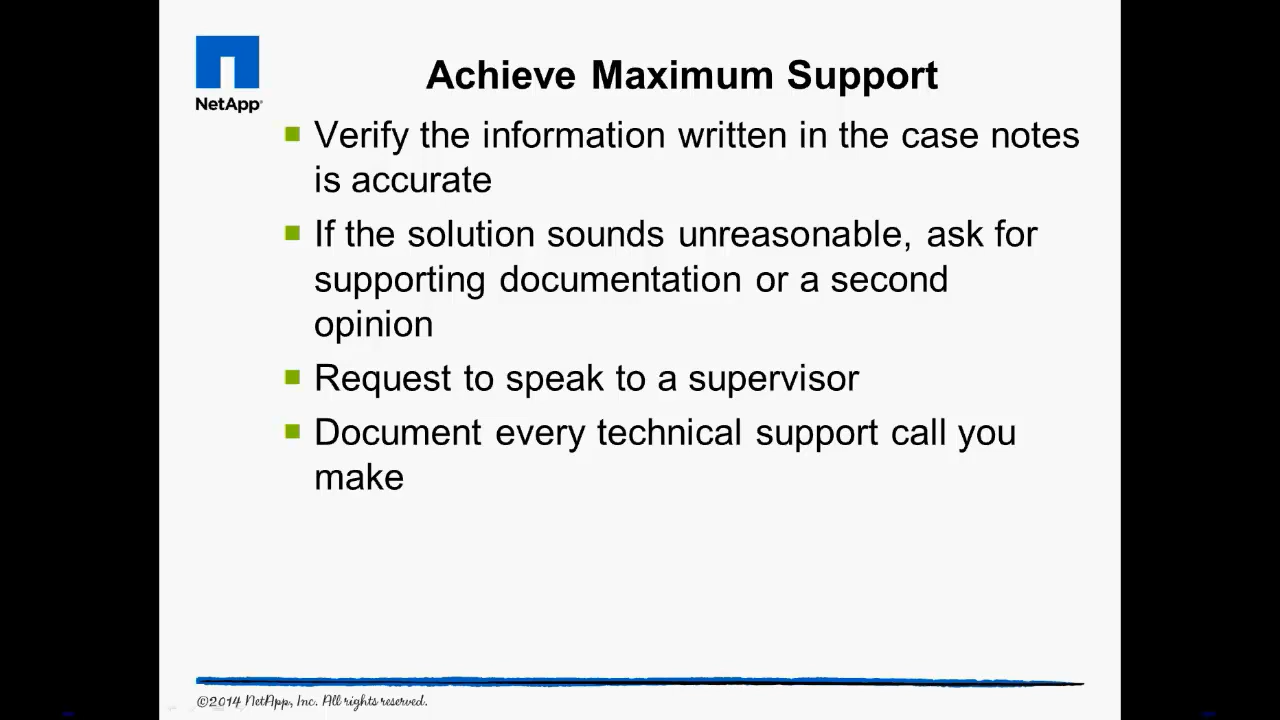 NetApp®
Achieve Maximum Support
Verify the information written in the case notes
is accurate
If the solution sounds unreasonable, ask for
supporting documentation or a second
opinion
Request to speak to a supervisor
Document every technical support call you
make
©2014 NetApp, Inc. All rights reserved.